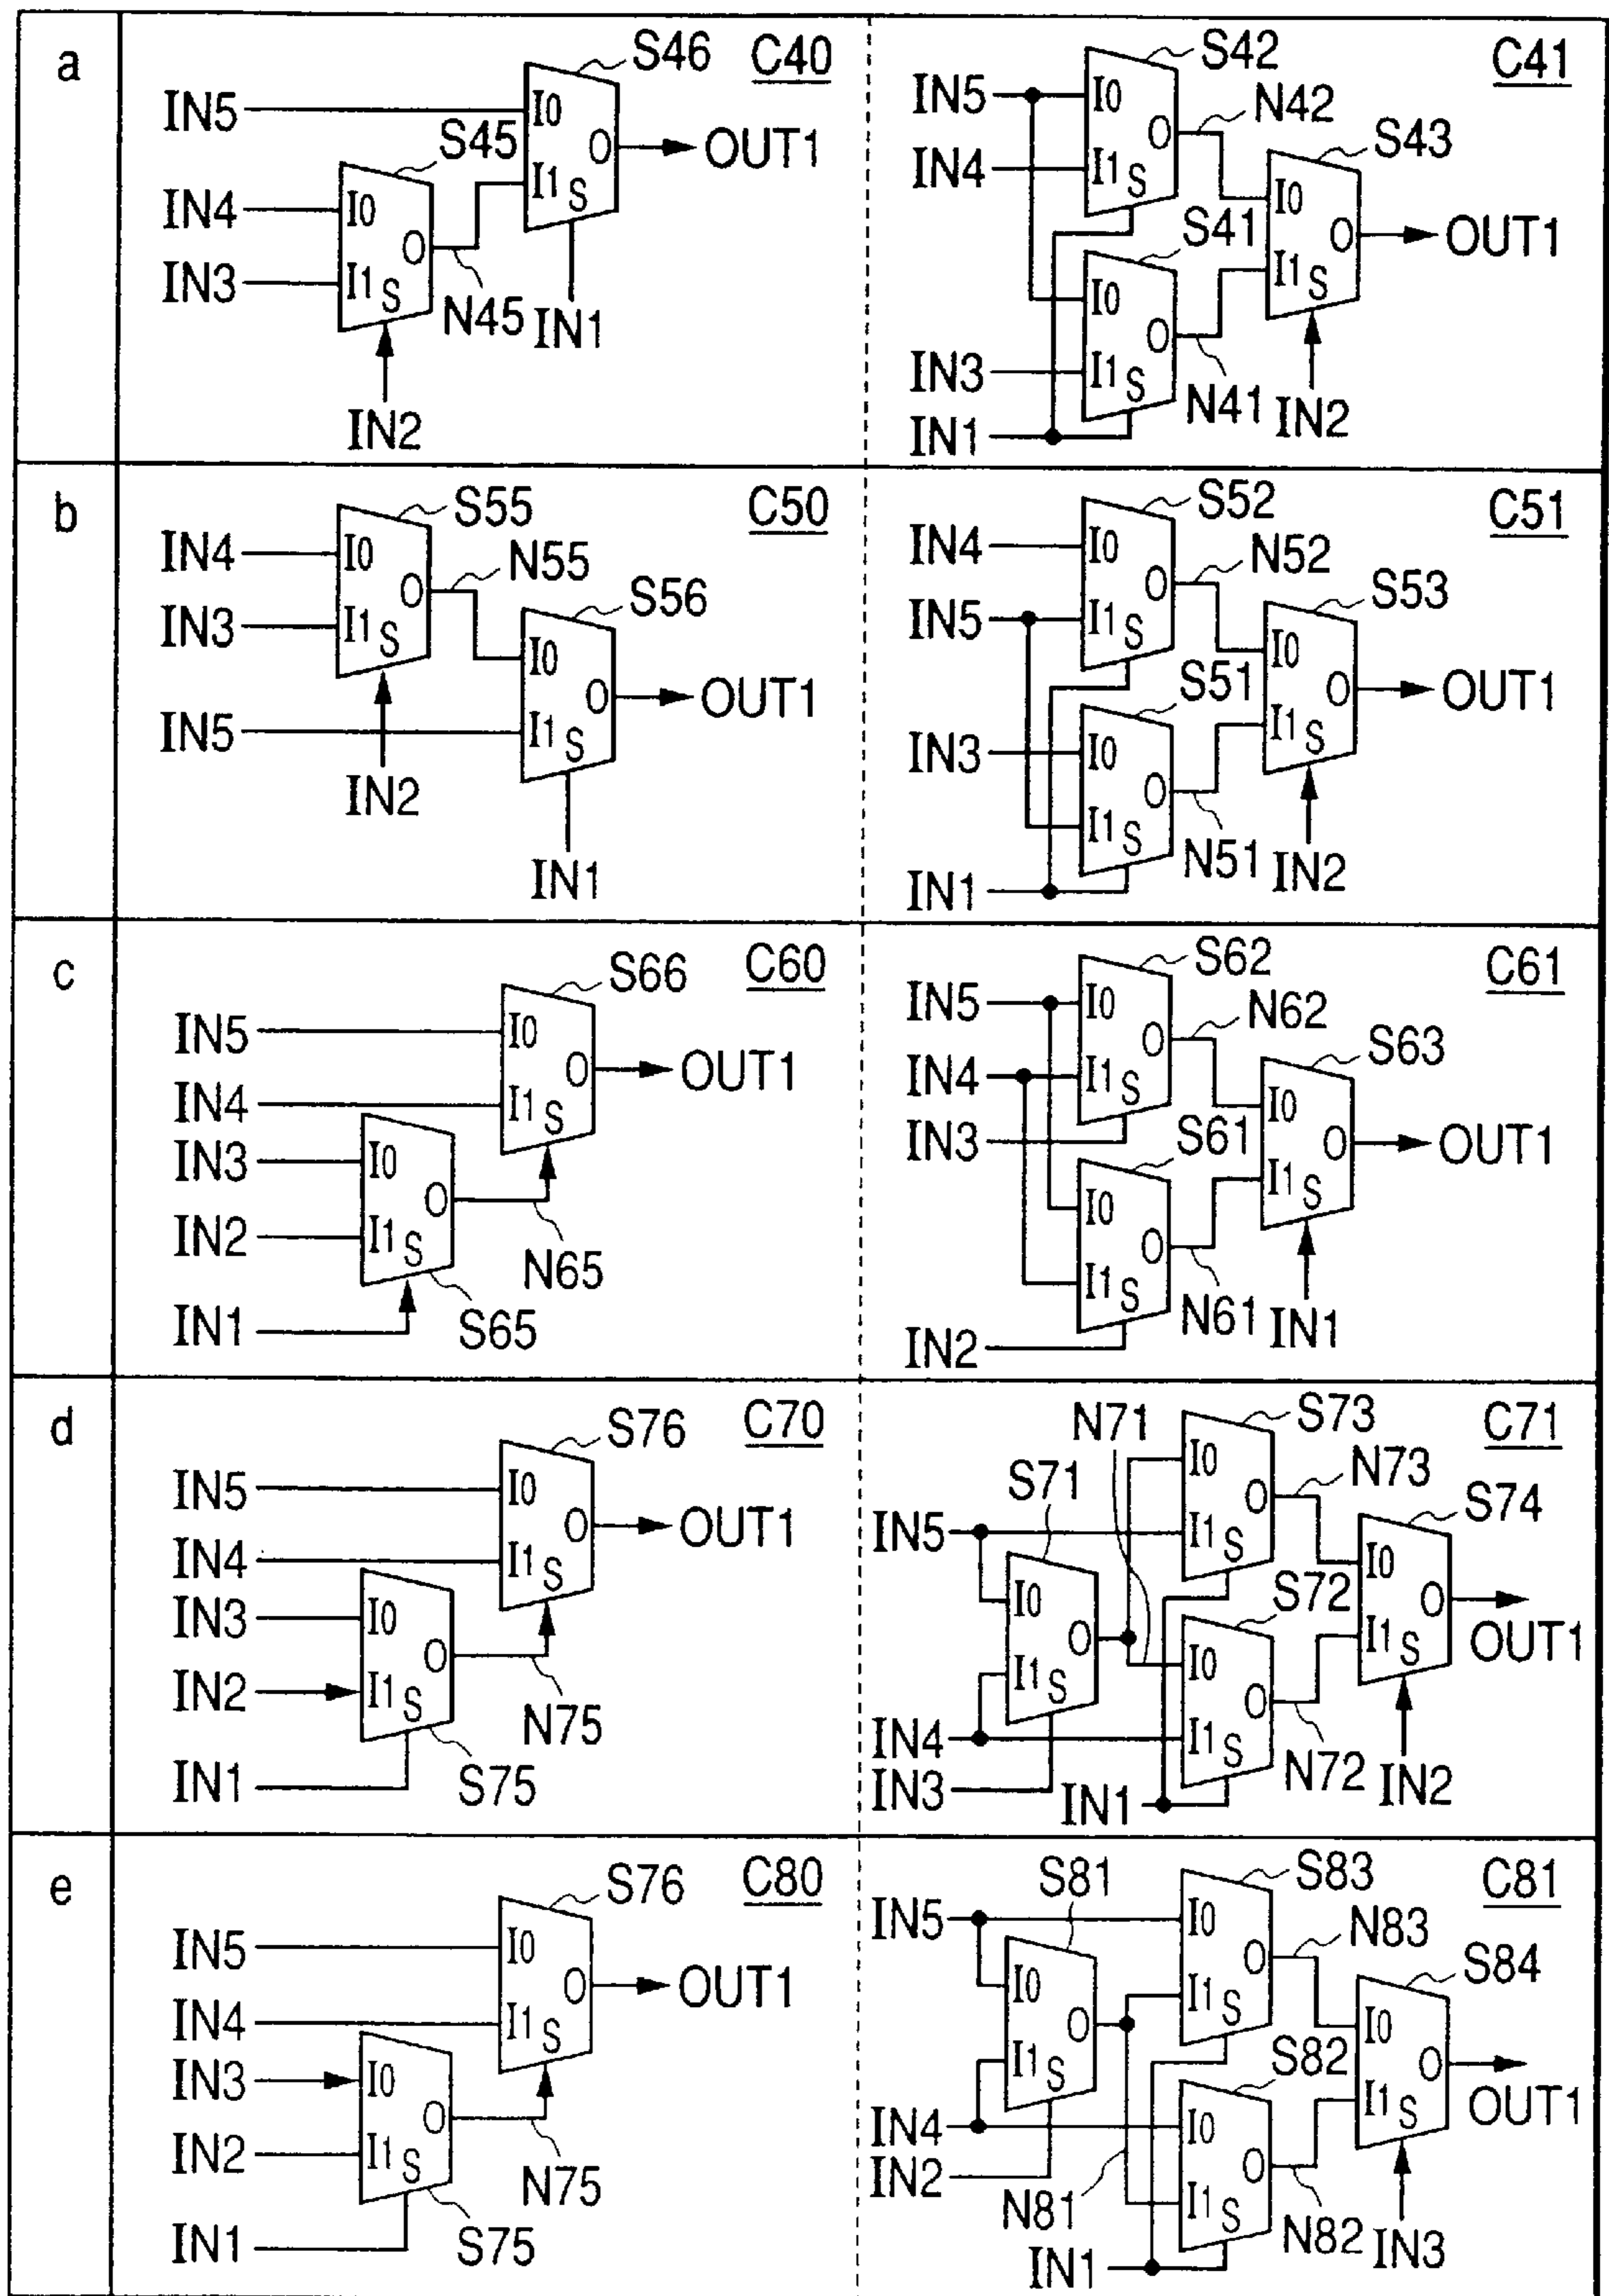 a
S46
C40
IN5
I0
S45
O
OUT1
IN4
I0
I1
S
O
IN3
I1
S
N45
IN1
IN2
S42
C41
IN5
I0
N42
O
S43
IN4
I1
S
I0
S41
O
OUT1
I0
I1
S
O
IN3
I1
S
N41
IN2
IN1
b
S55
C50
IN4
I0
N55
O
S56
IN3
I1
S
I0
O
OUT1
IN5
I1
S
IN2
IN1
S52
C51
IN4
I0
N52
O
S53
IN5
I1
S
I0
S51
O
OUT1
IN3
I0
I1
S
O
I1
S
N51
IN2
IN1
c
S66
C60
IN5
I0
O
OUT1
IN4
I1
S
IN3
I0
O
IN2
I1
S
N65
IN1
S65
S62
C61
IN5
I0
N62
O
S63
IN4
I1
S
I0
IN3
S61
O
OUT1
I0
I1
S
O
I1
S
N61
IN1
IN2
d
S76
C70
IN5
I0
O
OUT1
IN4
I1
S
IN3
I0
O
IN2
I1
S
N75
IN1
S75
S73
C71
N71
I0
N73
S71
O
S74
IN5
I1
S
I0
I0
S72
O
O
I0
I1
S
OUT1
I1
S
O
IN4
I1
S
N72
IN3
IN1
IN2
e
S76
C80
IN5
I0
O
OUT1
IN4
I1
S
IN3
I0
O
IN2
I1
S
N75
IN1
S75
S83
C81
S81
IN5
I0
N83
O
S84
I0
I1
S
I0
O
S82
O
I1
S
I0
I1
S
OUT1
IN4
O
IN2
I1
S
N81
N82
IN3
IN1